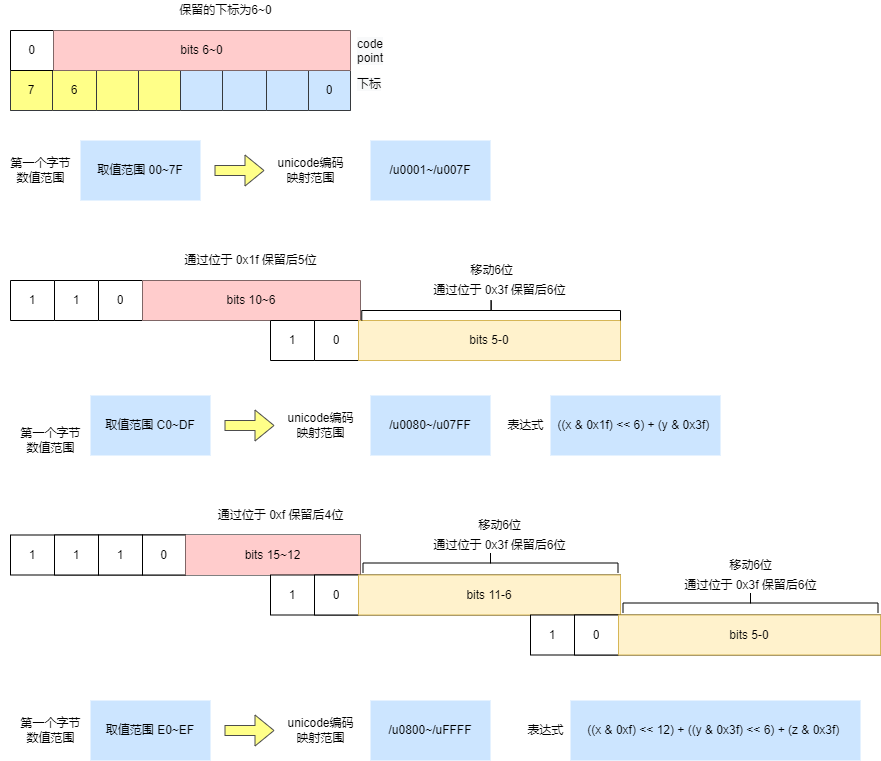 保留的下标为6~0
0
bits 6~0
code
point
7
6
0
下标
第一个字节
数值范围
取值范围 00~7F
unicode编码
映射范围
/u0001~/u007F
通过位于 0x1f 保留后5位
移动6位
通过位于 0x3f 保留后6位
1
1
0
bits 10~6
1
0
bits 5-0
第一个字节
数值范围
取值范围 C0~DF
unicode编码
映射范围
/u0080~/u07FF
表达式
((x & 0x1f) << 6) + (y & 0x3f)
通过位于 0xf 保留后4位
移动6位
通过位于 0x3f 保留后6位
1
1
1
0
bits 15~12
移动6位
通过位于 0x3f 保留后6位
1
0
bits 11-6
1
0
bits 5-0
第一个字节
数值范围
取值范围 E0~EF
unicode编码
映射范围
/u0800~/uFFFF
表达式
((x & 0xf) << 12) + ((y & 0x3f) << 6) + (z & 0x3f)